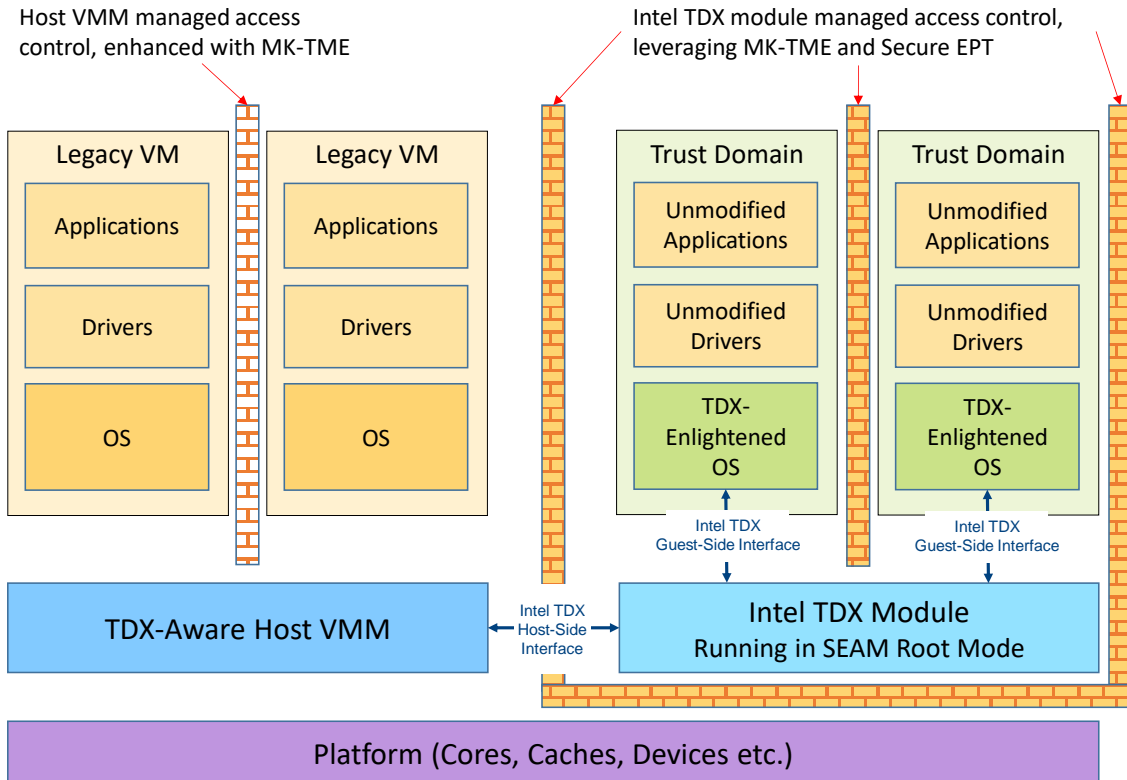 Host VMM managed access
control, enhanced with MK-TME
Intel TDX module managed access control,
leveraging MK-TME and Secure EPT
Legacy VM
Applications
Drivers
OS
Legacy VM
Applications
Drivers
OS
Trust Domain
Unmodified
Applications
Unmodified
Drivers
TDX-
Enlightened
OS
Trust Domain
Unmodified
Applications
Unmodified
Drivers
TDX-
Enlightened
OS
Intel TDX
Guest-Side Interface
Intel TDX
Guest-Side Interface
TDX-Aware Host VMM
Intel TDX
Host-Side
Interface
Intel TDX Module
Running in SEAM Root Mode
Platform (Cores, Caches, Devices etc.)